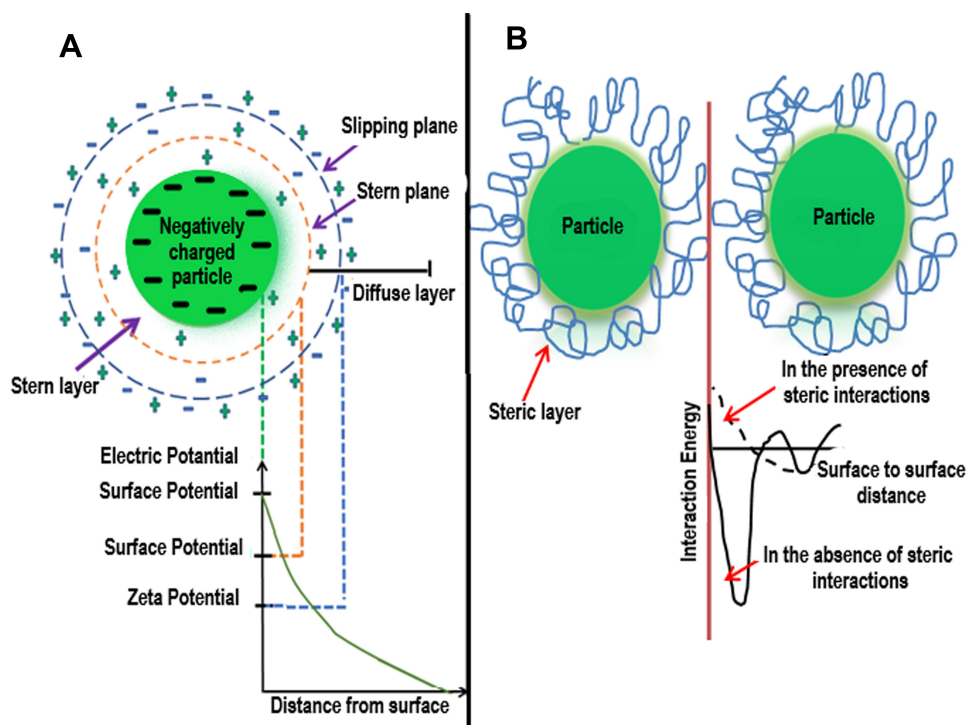 A
Slipping plane
Stern plane
Negatively
charged
particle
Diffuse layer
Stern layer
Electric Potential
Surface Potential
Surface Potential
Zeta Potential
Distance from surface
B
Particle
Particle
Steric layer
In the presence of
steric interactions
Interaction Energy
Surface to surface
distance
In the absence of steric
interactions